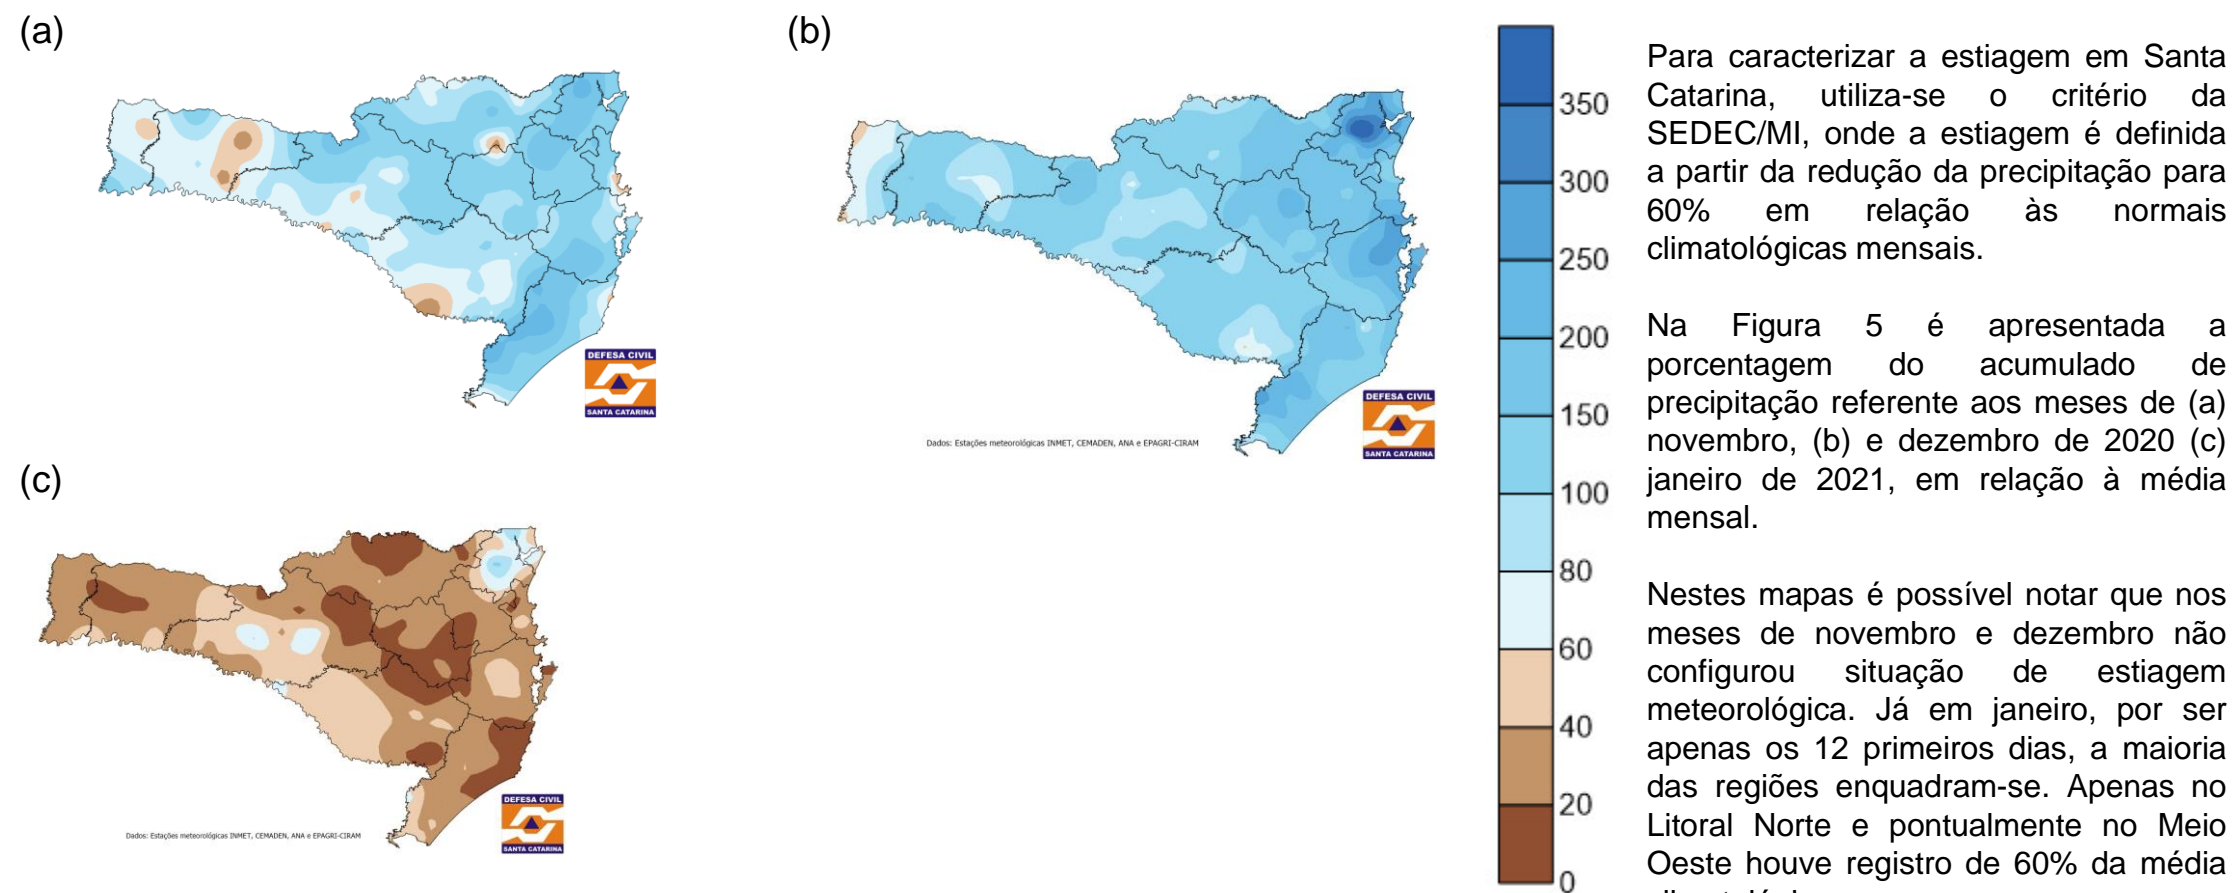 (a)
(b)
DEFESA CIVIL
SANTA CATARINA
Dados: Estações meteorológicas INMET, CEMADEN, ANA e EPAGRI-CIRAM
DEFESA CIVIL
SANTA CATARINA
(c)
Dados: Estações meteorológicas INMET, CEMADEN, ANA e EPAGRI-CIRAM
DEFESA CIVIL
SANTA CATARINA
350
300
250
200
150
100
80
60
40
20
0
Para caracterizar a estiagem em Santa
Catarina, utiliza-se o critério da
SEDEC/MI, onde a estiagem é definida
a partir da redução da precipitação para
60% em relação às normais
climatológicas mensais.
Na Figura 5 é apresentada a
porcentagem do acumulado de
precipitação referente aos meses de (a)
novembro, (b) e dezembro de 2020 (c)
janeiro de 2021, em relação à média
mensal.
Nestes mapas é possível notar que nos
meses de novembro e dezembro não
configurou situação de estiagem
meteorológica. Já em janeiro, por ser
apenas os 12 primeiros dias, a maioria
das regiões enquadram-se. Apenas no
Litoral Norte e pontualmente no Meio
Oeste houve registro de 60% da média